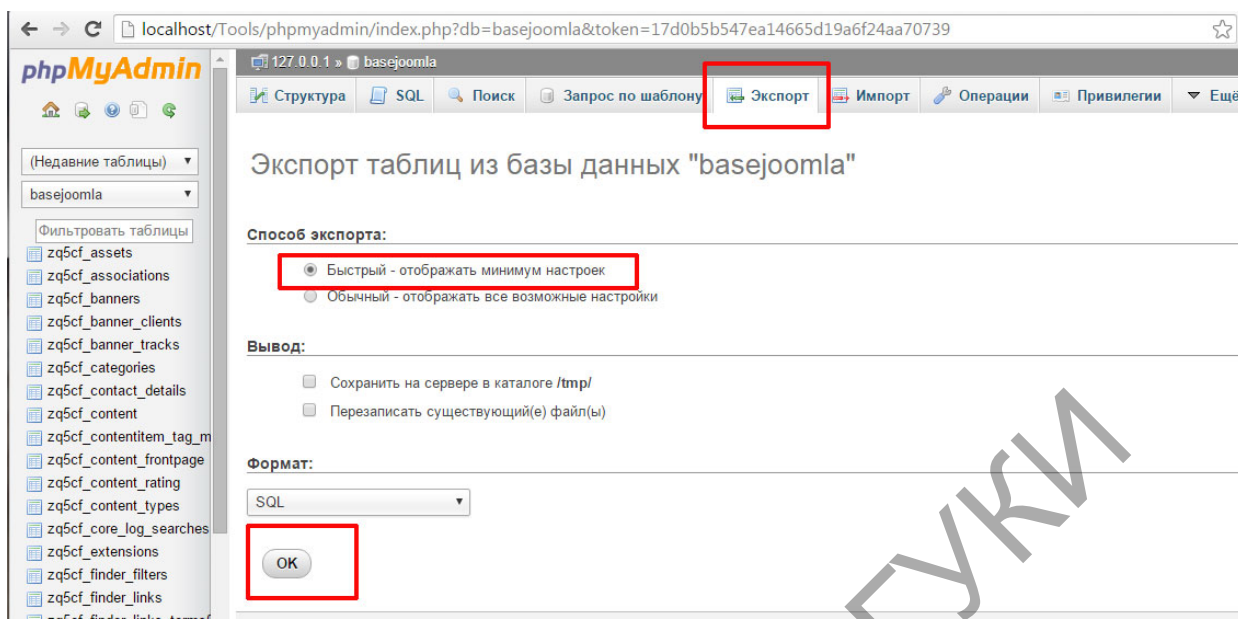 localhost/Tools/phpmyadmin/index.php?db=basejoomla&token=17d0b5b547ea14665d19a6f24aa70739
phpMyAdmin
127.0.0.1 » basejoomla
Структура SQL Поиск Запрос по шаблону Экспорт Импорт Операции Привилегии Ещё
(Недавние таблицы)
basejoomla
Фильтровать таблицы
zq5cf_assets
zq5cf_associations
zq5cf_banners
zq5cf_banner_clients
zq5cf_banner_tracks
zq5cf_categories
zq5cf_contact_details
zq5cf_content
zq5cf_contentitem_tag_m
zq5cf_content_frontpage
zq5cf_content_rating
zq5cf_content_types
zq5cf_core_log_searches
zq5cf_extensions
zq5cf_finder_filters
zq5cf_finder_links
Экспорт таблиц из базы данных "basejoomla"
Способ экспорта:
Быстрый - отображать минимум настроек
Обычный - отображать все возможные настройки
Вывод:
Сохранить на сервере в каталоге /tmp/
Перезаписать существующий(е) файл(ы)
Формат:
SQL
OK
ГУКИ